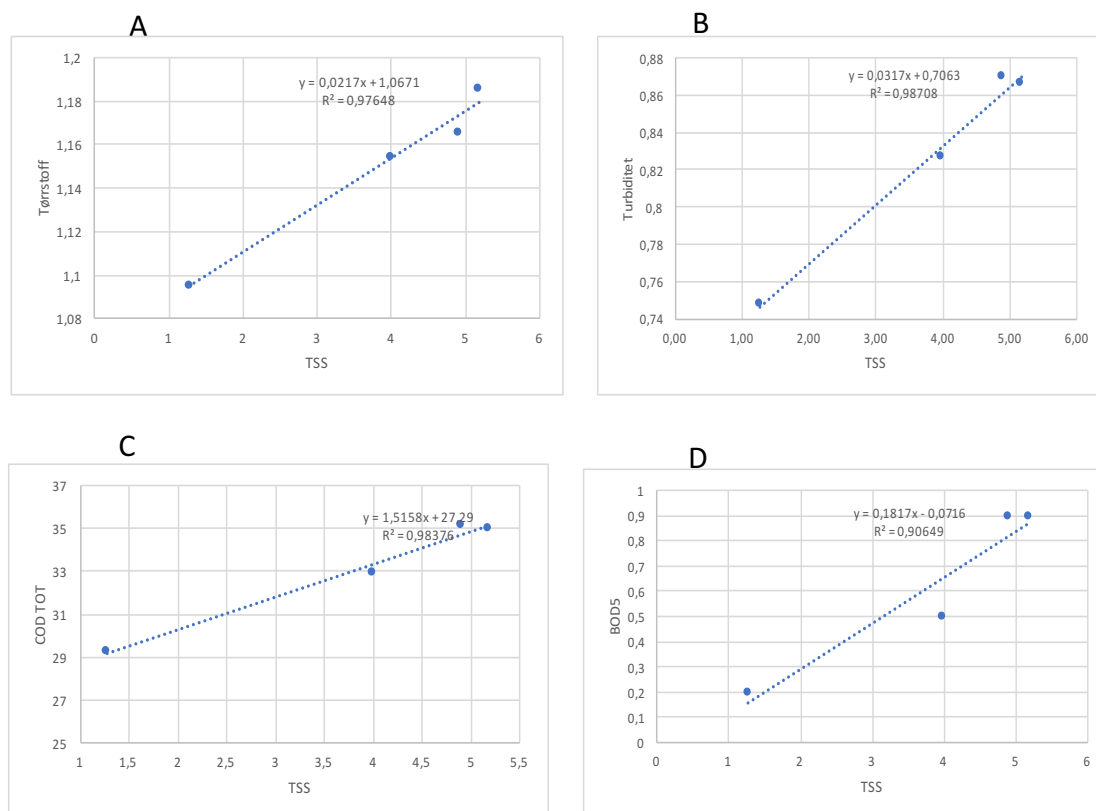 A
1,2
1,18
1,16
1,14
1,12
1,1
1,08
Tørrstoff
y = 0,0217x + 1,0671
R² = 0,97648
0 1 2 3 4 5 6
TSS
B
0,88
0,86
0,84
0,82
0,8
0,78
0,76
0,74
Turbiditet
y = 0,0317x + 0,7063
R² = 0,98708
0,00 1,00 2,00 3,00 4,00 5,00 6,00
TSS
C
37
35
33
31
29
27
25
COD TOT
y = 1,5158x + 27,29
R² = 0,98376
1 1,5 2 2,5 3 3,5 4 4,5 5 5,5
TSS
D
1
0,9
0,8
0,7
0,6
0,5
0,4
0,3
0,2
0,1
0
BOD5
y = 0,1817x - 0,0716
R² = 0,90649
0 1 2 3 4 5 6
TSS